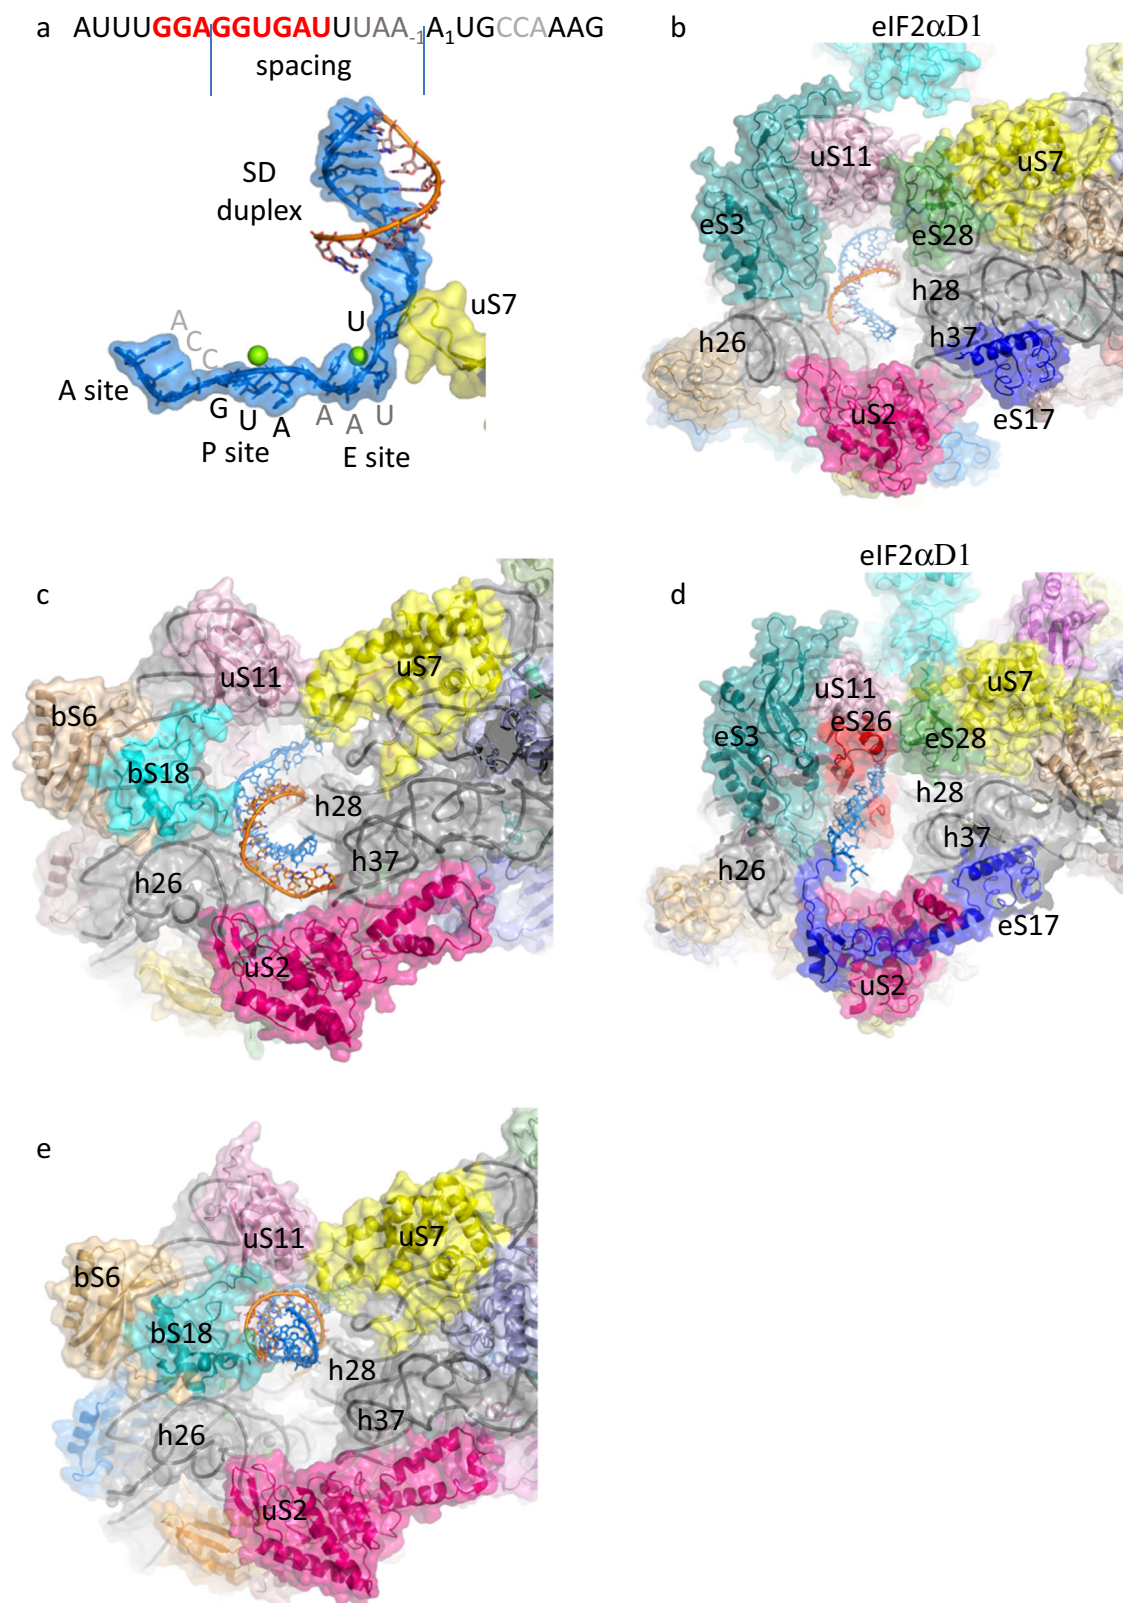 a AUUUGGAGGUGAUUUAA-1A1UGCCAAAG
spacing
SD
duplex
uS7
U
A
C
C
A site
G
U
A
A
A
U
P site
E site
b
eIF2αD1
uS11
uS7
eS3
eS28
h28
h26
h37
uS2
eS17
c
uS11
uS7
bS6
bS18
h28
h26
h37
uS2
d
eIF2αD1
uS11
uS7
eS26
eS3
eS28
h28
h37
h26
eS17
uS2
e
uS11
uS7
bS6
bS18
h28
h26
h37
uS2